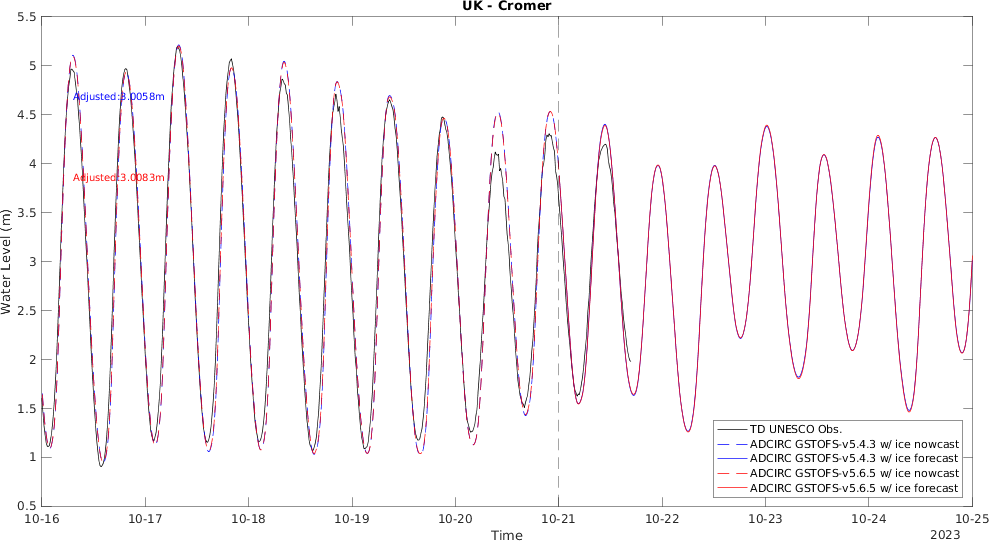 UK - Cromer
5.5
5
4.5
4
3.5
3
2.5
2
1.5
1
0.5
Water Level (m)
Adjusted:3.0058m
Adjusted:3.0083m
TD UNESCO Obs.
ADCIRC GSTOFS-v5.4.3 w/ ice nowcast
ADCIRC GSTOFS-v5.4.3 w/ ice forecast
ADCIRC GSTOFS-v5.6.5 w/ ice nowcast
ADCIRC GSTOFS-v5.6.5 w/ ice forecast
10-16 10-17 10-18 10-19 10-20 10-21 10-22 10-23 10-24 10-25
Time
2023